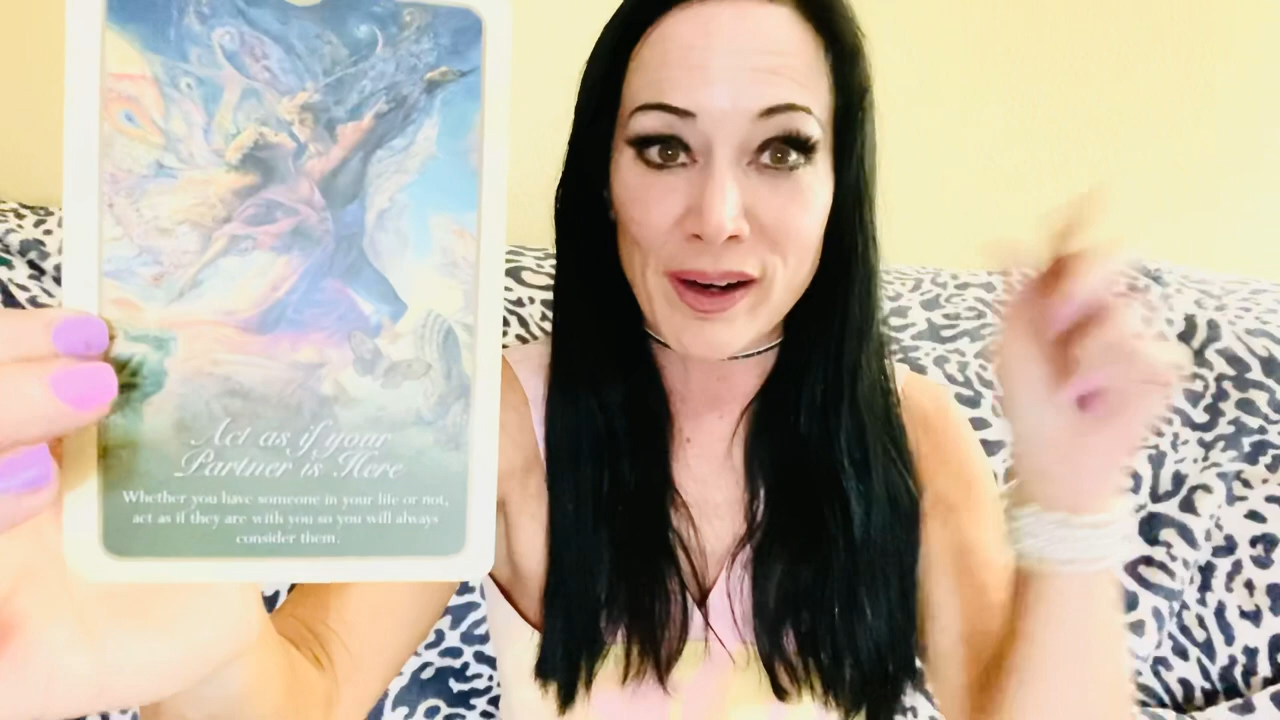 Act as if your
Partner is Here
Whether you have someone in your life or not,
act as if they are with you so you will always
consider them.